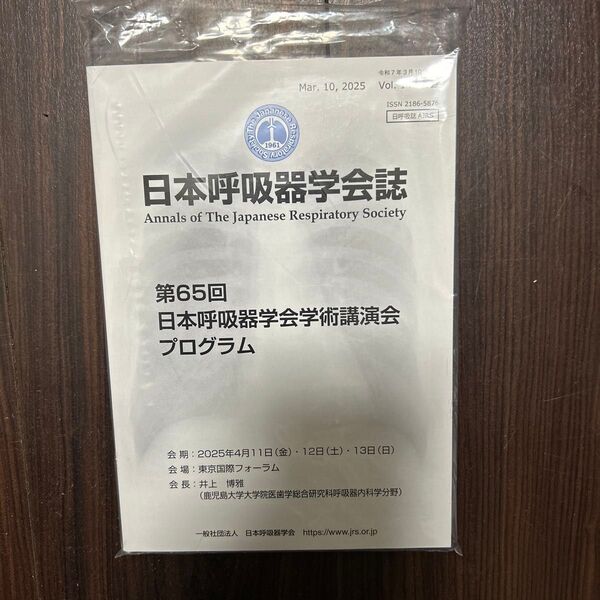 令和7年3月10
Mar. 10, 2025 Vol.
ISSN 2186-5876
日呼吸誌 AJRS
The Japanese Respiratory Society
1961
日本呼吸器学会誌
Annals of The Japanese Respiratory Society
第65回
日本呼吸器学会学術講演会
プログラム
会 期：2025年4月11日（金）・12日（土）・13日（日）
会 場：東京国際フォーラム
会 長：井上 博雅
（鹿児島大学大学院医歯学総合研究科呼吸器内科学分野）
一般社団法人 日本呼吸器学会 https://www.jrs.or.jp